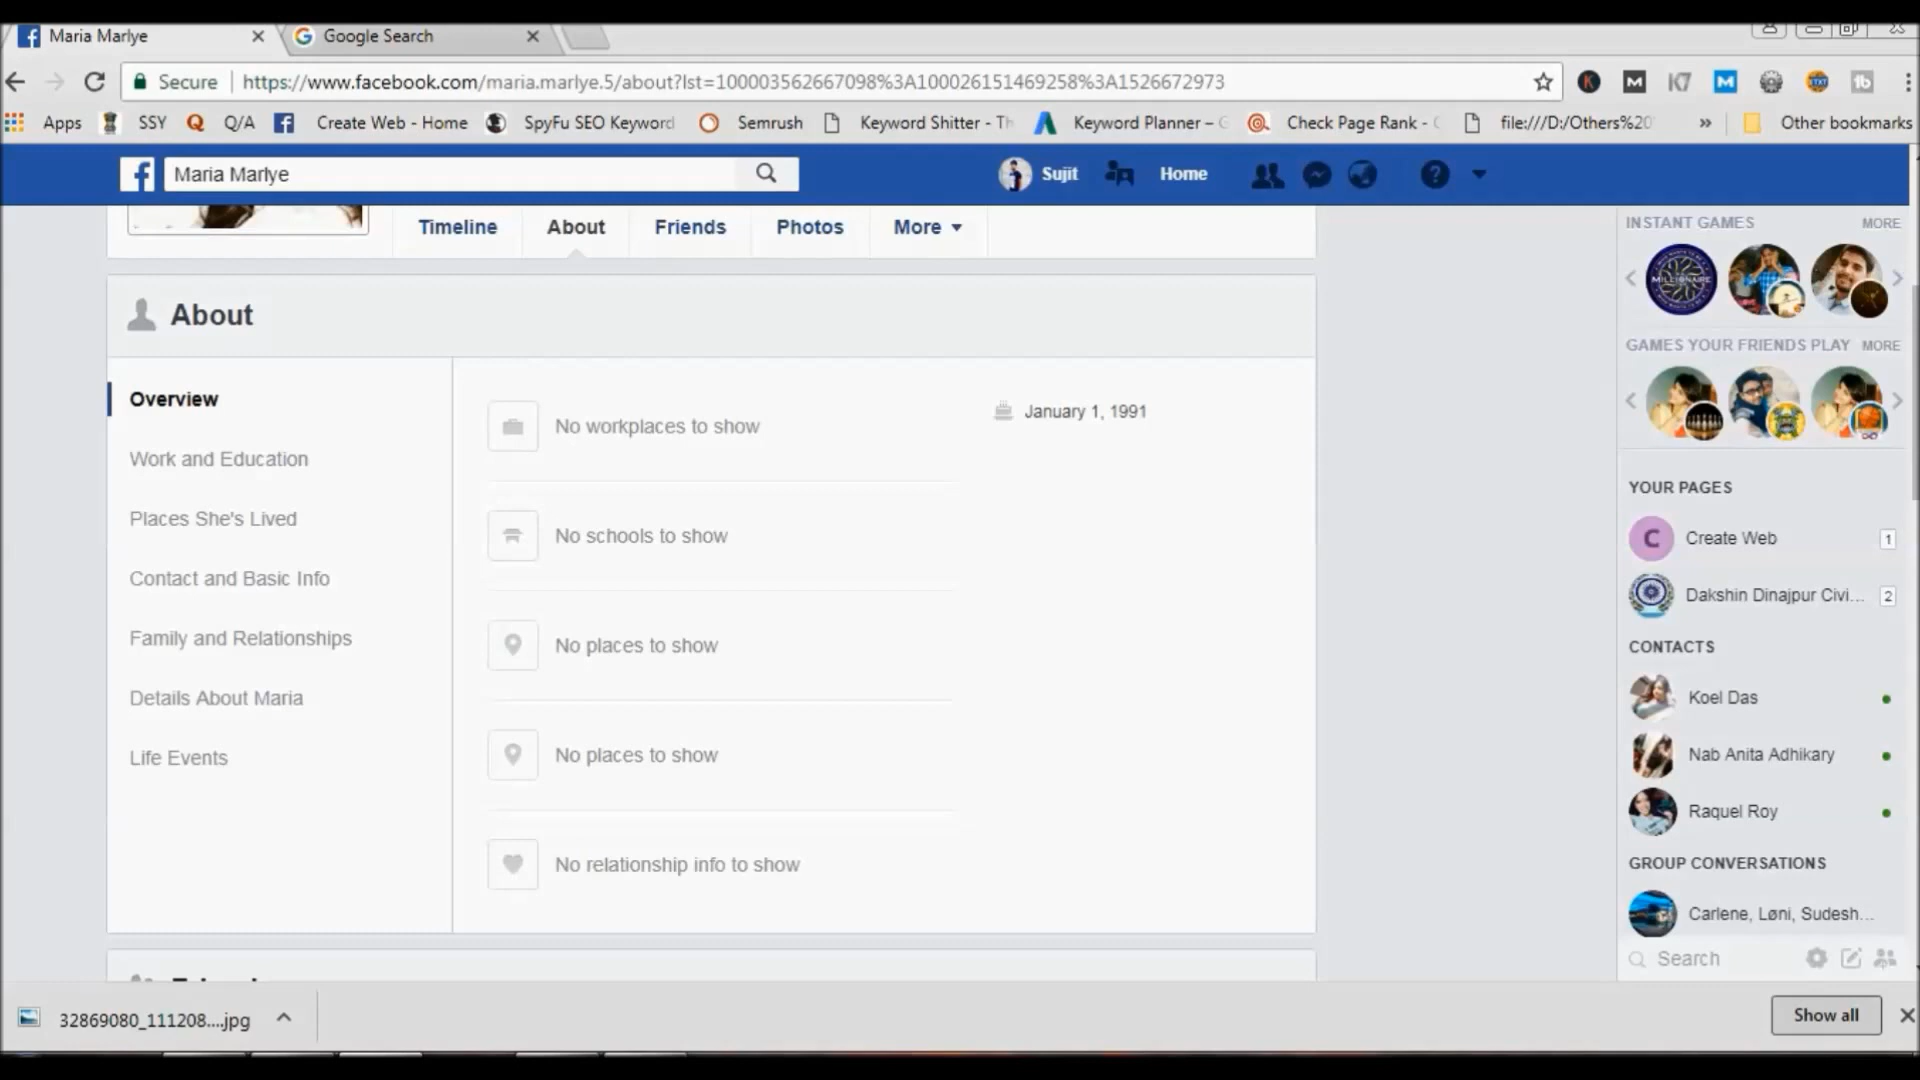 Maria Marlye
Google Search
Secure
https://www.facebook.com/maria.marlye.5/about?lst=100003562667098%3A100026151469258%3A1526672973
Apps SSY Q/A Create Web - Home SpyFu SEO Keyword Semrush Keyword Shitter - Th Keyword Planner – G Check Page Rank - file:///D:/Others%20 » Other bookmarks
Maria Marlye
Sujit Home
Timeline About Friends Photos More
About
Overview
Work and Education
Places She's Lived
Contact and Basic Info
Family and Relationships
Details About Maria
Life Events
No workplaces to show
No schools to show
No places to show
No places to show
No relationship info to show
January 1, 1991
INSTANT GAMES MORE
MILLIONAIRE
GAMES YOUR FRIENDS PLAY MORE
YOUR PAGES
C Create Web 1
Dakshin Dinajpur Civi... 2
CONTACTS
Koel Das
Nab Anita Adhikary
Raquel Roy
GROUP CONVERSATIONS
Carlene, Løni, Sudesh...
Search
32869080_111208....jpg
Show all